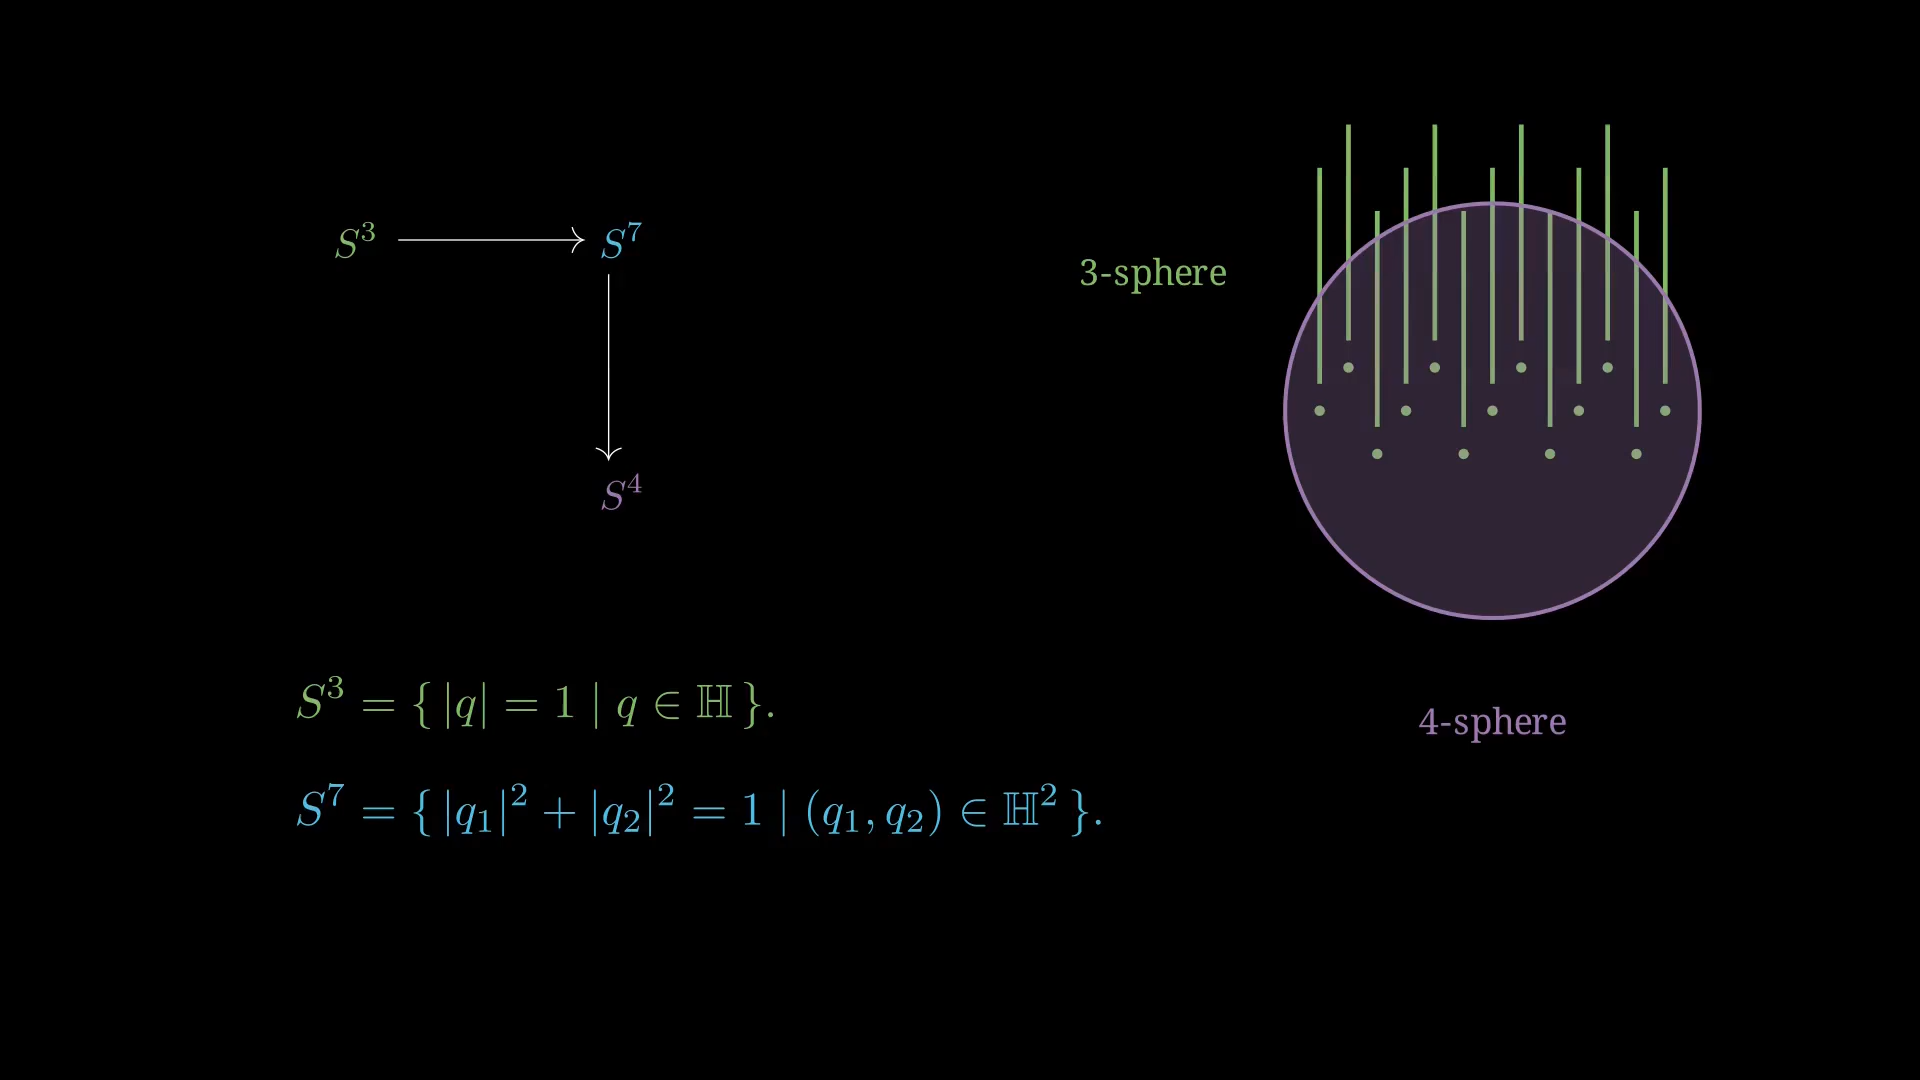 S³ S⁷
3-sphere
S⁴
S³ = { |q| = 1 | q ∈ ℍ }.
4-sphere
S⁷ = { |q₁|² + |q₂|² = 1 | (q₁, q₂) ∈ ℍ² }.